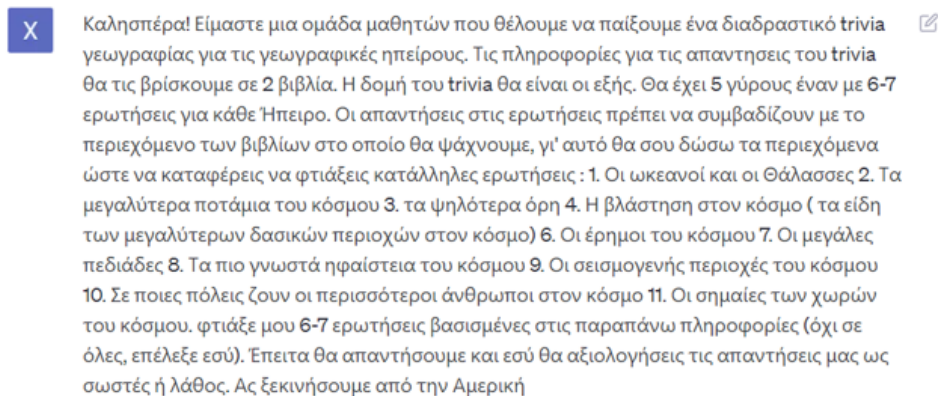 X
Καλησπέρα! Είμαστε μια ομάδα μαθητών που θέλουμε να παίξουμε ένα διαδραστικό trivia
γεωγραφίας για τις γεωγραφικές ηπείρους. Τις πληροφορίες για τις απαντησεις του trivia
θα τις βρίσκουμε σε 2 βιβλία. Η δομή του trivia θα είναι οι εξής. Θα έχει 5 γύρους έναν με 6-7
ερωτήσεις για κάθε Ήπειρο. Οι απαντήσεις στις ερωτήσεις πρέπει να συμβαδίζουν με το
περιεχόμενο των βιβλίων στο οποίο θα ψάχνουμε, γι' αυτό θα σου δώσω τα περιεχόμενα
ώστε να καταφέρεις να φτιάξεις κατάλληλες ερωτήσεις : 1. Οι ωκεανοί και οι Θάλασσες 2. Τα
μεγαλύτερα ποτάμια του κόσμου 3. τα ψηλότερα όρη 4. Η βλάστηση στον κόσμο ( τα είδη
των μεγαλύτερων δασικών περιοχών στον κόσμο) 6. Οι έρημοι του κόσμου 7. Οι μεγάλες
πεδιάδες 8. Τα πιο γνωστά ηφαίστεια του κόσμου 9. Οι σεισμογενής περιοχές του κόσμου
10. Σε ποιες πόλεις ζουν οι περισσότεροι άνθρωποι στον κόσμο 11. Οι σημαίες των χωρών
του κόσμου. φτιάξε μου 6-7 ερωτήσεις βασισμένες στις παραπάνω πληροφορίες (όχι σε
όλες, επέλεξε εσύ). Έπειτα θα απαντήσουμε και εσύ θα αξιολογήσεις τις απαντήσεις μας ως
σωστές ή λάθος. Ας ξεκινήσουμε από την Αμερική